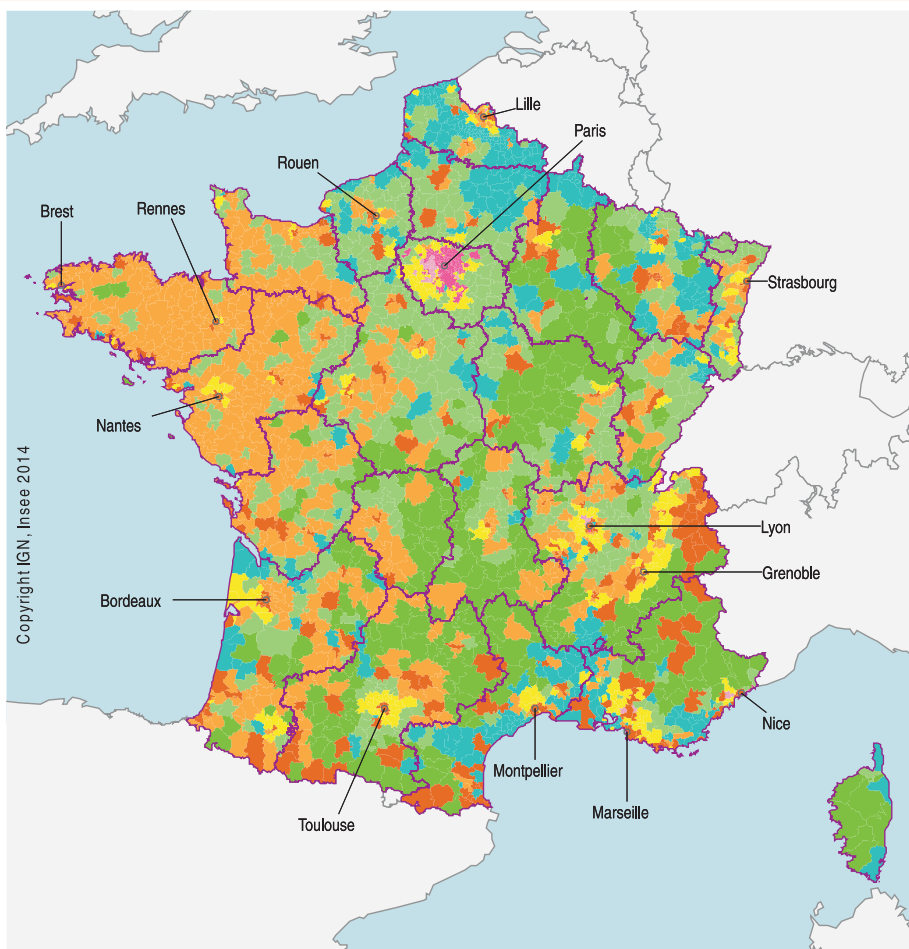 Lille
Paris
Rouen
Brest
Rennes
Strasbourg
Nantes
Copyright IGN, Insee 2014
Lyon
Grenoble
Bordeaux
Nice
Montpellier
Marseille
Toulouse